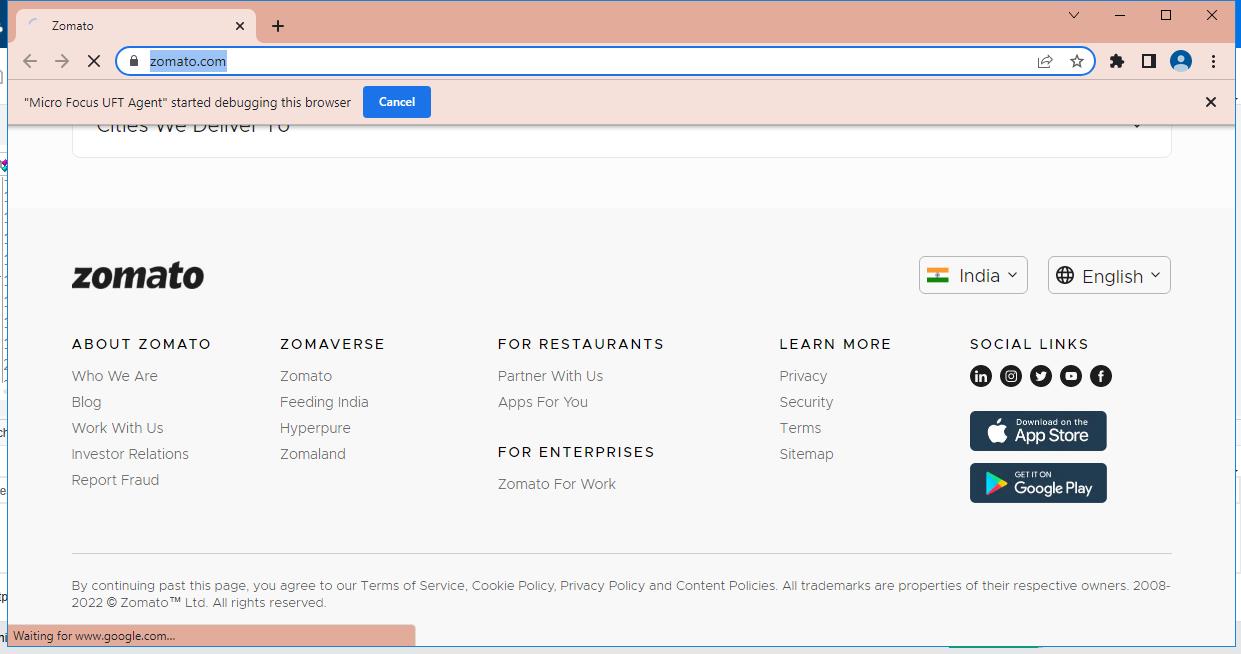 Zomato
zomato.com
"Micro Focus UFT Agent" started debugging this browser
Cancel
Cities We Deliver To
zomato
India
English
ABOUT ZOMATO
Who We Are
Blog
Work With Us
Investor Relations
Report Fraud
ZOMAVERSE
Zomato
Feeding India
Hyperpure
Zomaland
FOR RESTAURANTS
Partner With Us
Apps For You
FOR ENTERPRISES
Zomato For Work
LEARN MORE
Privacy
Security
Terms
Sitemap
SOCIAL LINKS
in
f
Download on the
App Store
GET IT ON
Google Play
By continuing past this page, you agree to our Terms of Service, Cookie Policy, Privacy Policy and Content Policies. All trademarks are properties of their respective owners. 2008-
2022 © Zomato™ Ltd. All rights reserved.
Waiting for www.google.com...